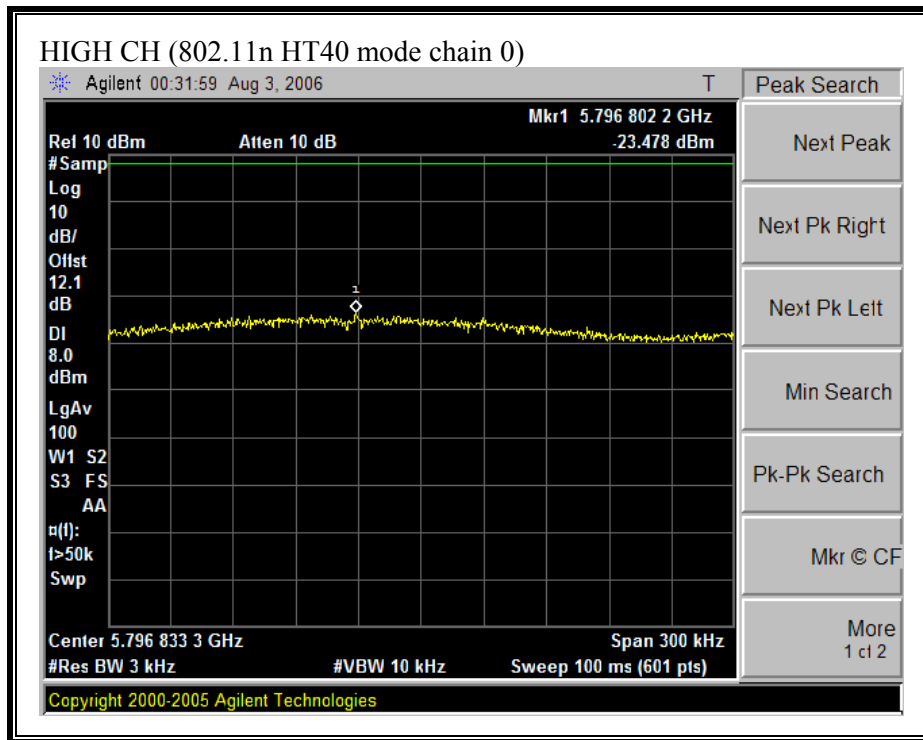 HIGH CH (802.11n HT40 mode chain 0)
Agilent 00:31:59 Aug 3, 2006 T
Peak Search
Mkr1 5.796 802 2 GHz
Ref 10 dBm Atten 10 dB -23.478 dBm
#Samp
Log
10
dB/
Offst
12.1
dB
DI
8.0
dBm
LgAv
100
W1 S2
S3 FS
AA
¤(f):
f>50k
Swp
1
Center 5.796 833 3 GHz Span 300 kHz
#Res BW 3 kHz #VBW 10 kHz Sweep 100 ms (601 pts)
Copyright 2000-2005 Agilent Technologies
Next Peak
Next Pk Right
Next Pk Left
Min Search
Pk-Pk Search
Mkr © CF
More
1 of 2